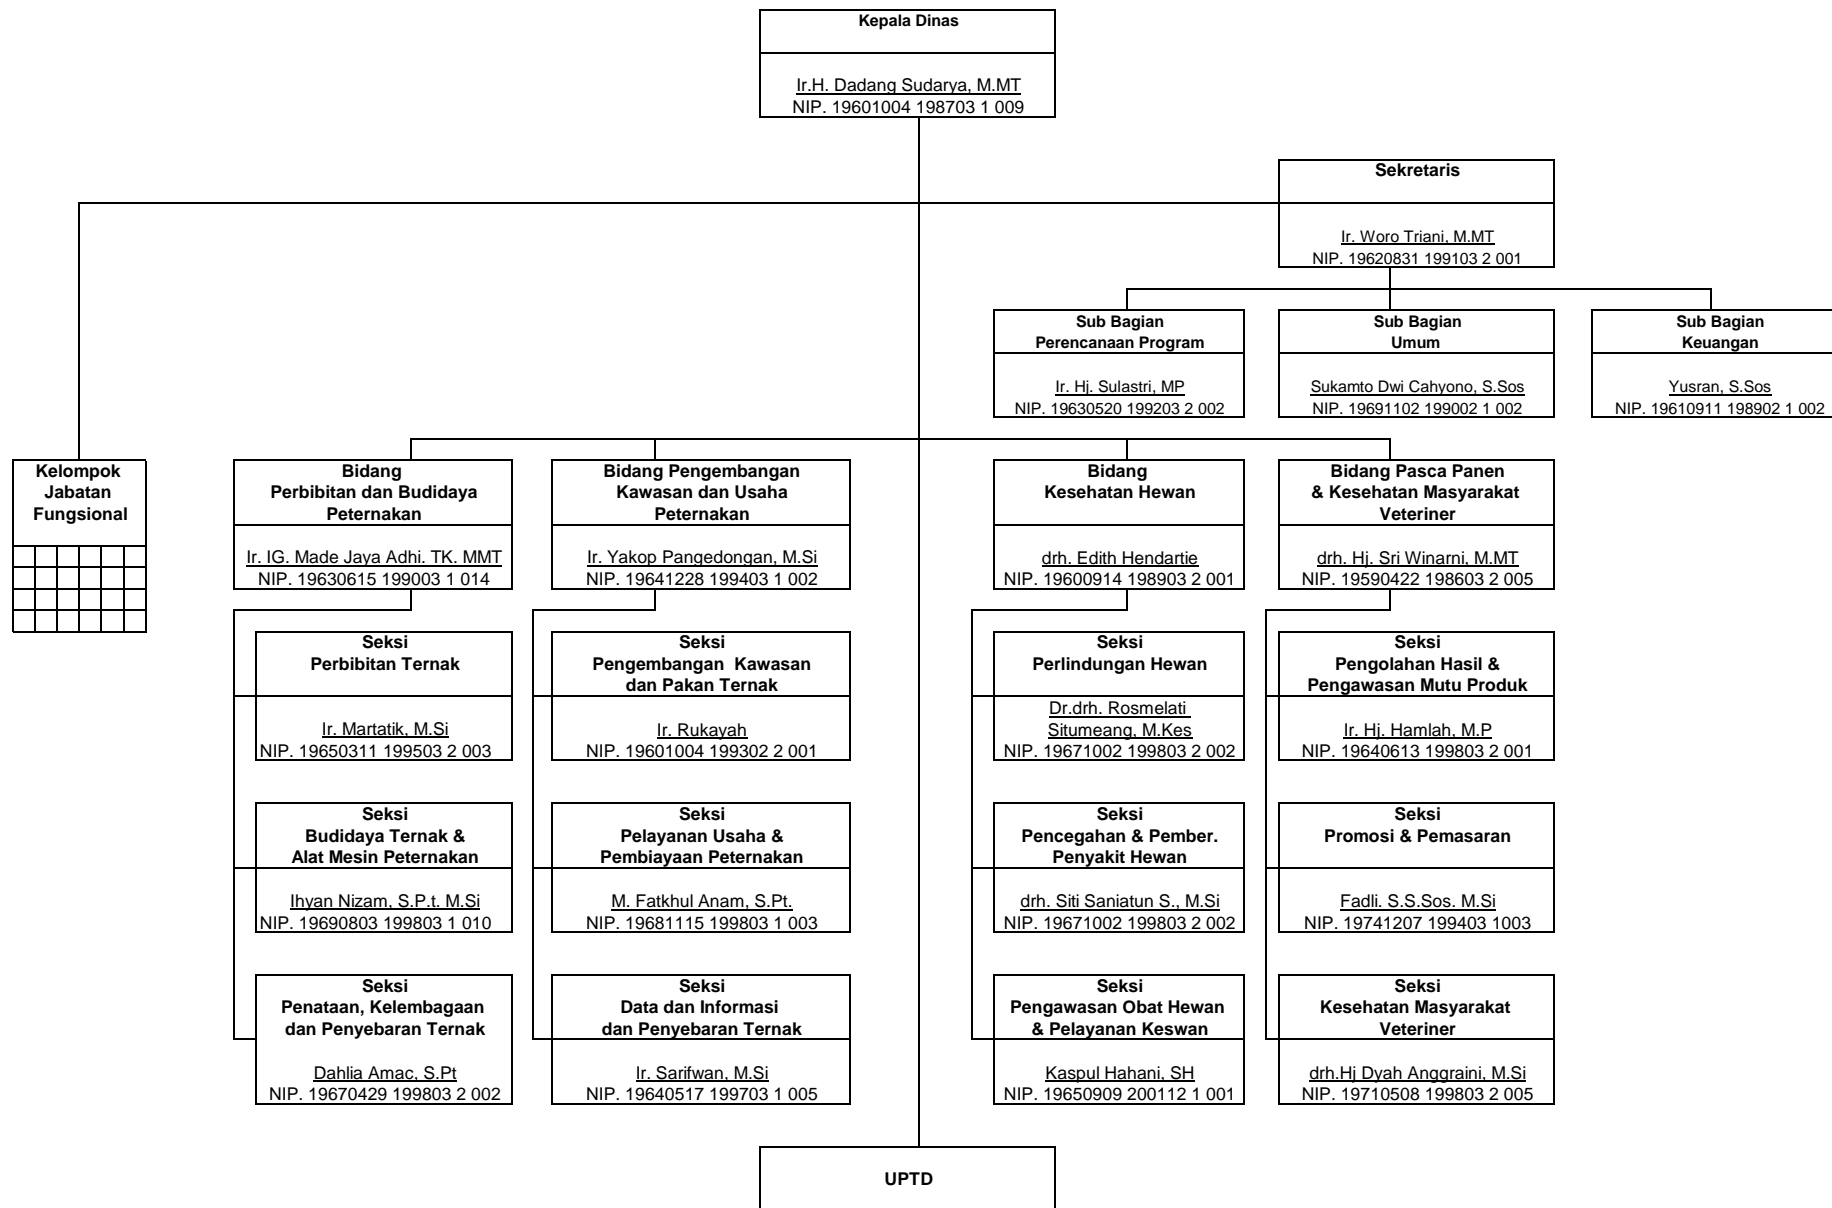 Kepala Dinas
Ir.H. Dadang Sudarya, M.MT
NIP. 19601004 198703 1 009
Sekretaris
Ir. Woro Triani, M.MT
NIP. 19620831 199103 2 001
Sub Bagian
Perencanaan Program
Ir. Hj. Sulastri, MP
NIP. 19630520 199203 2 002
Sub Bagian
Umum
Sukamto Dwi Cahyono, S.Sos
NIP. 19691102 199002 1 002
Sub Bagian
Keuangan
Yusran, S.Sos
NIP. 19610911 198902 1 002
Kelompok
Jabatan
Fungsional
Bidang
Perbibitan dan Budidaya
Peternakan
Ir. IG. Made Jaya Adhi. TK. MMT
NIP. 19630615 199003 1 014
Bidang Pengembangan
Kawasan dan Usaha
Peternakan
Ir. Yakop Pangedongan, M.Si
NIP. 19641228 199403 1 002
Bidang
Kesehatan Hewan
drh. Edith Hendartie
NIP. 19600914 198903 2 001
Bidang Pasca Panen
& Kesehatan Masyarakat
Veteriner
drh. Hj. Sri Winarni, M.MT
NIP. 19590422 198603 2 005
Seksi
Perbibitan Ternak
Ir. Martatik, M.Si
NIP. 19650311 199503 2 003
Seksi
Pengembangan  Kawasan
dan Pakan Ternak
Ir. Rukayah
NIP. 19601004 199302 2 001
Seksi
Perlindungan Hewan
Dr.drh. Rosmelati
Situmeang, M.Kes
NIP. 19671002 199803 2 002
Seksi
Pengolahan Hasil &
Pengawasan Mutu Produk
Ir. Hj. Hamlah, M.P
NIP. 19640613 199803 2 001
Seksi
Budidaya Ternak &
Alat Mesin Peternakan
Ihyan Nizam, S.P.t. M.Si
NIP. 19690803 199803 1 010
Seksi
Pelayanan Usaha &
Pembiayaan Peternakan
M. Fatkhul Anam, S.Pt.
NIP. 19681115 199803 1 003
Seksi
Pencegahan & Pember.
Penyakit Hewan
drh. Siti Saniatun S., M.Si
NIP. 19671002 199803 2 002
Seksi
Promosi & Pemasaran
Fadli. S.S.Sos. M.Si
NIP. 19741207 199403 1003
Seksi
Penataan, Kelembagaan
dan Penyebaran Ternak
Dahlia Amac, S.Pt
NIP. 19670429 199803 2 002
Seksi
Data dan Informasi
dan Penyebaran Ternak
Ir. Sarifwan, M.Si
NIP. 19640517 199703 1 005
Seksi
Pengawasan Obat Hewan
& Pelayanan Keswan
Kaspul Hahani, SH
NIP. 19650909 200112 1 001
Seksi
Kesehatan Masyarakat
Veteriner
drh.Hj Dyah Anggraini, M.Si
NIP. 19710508 199803 2 005
UPTD